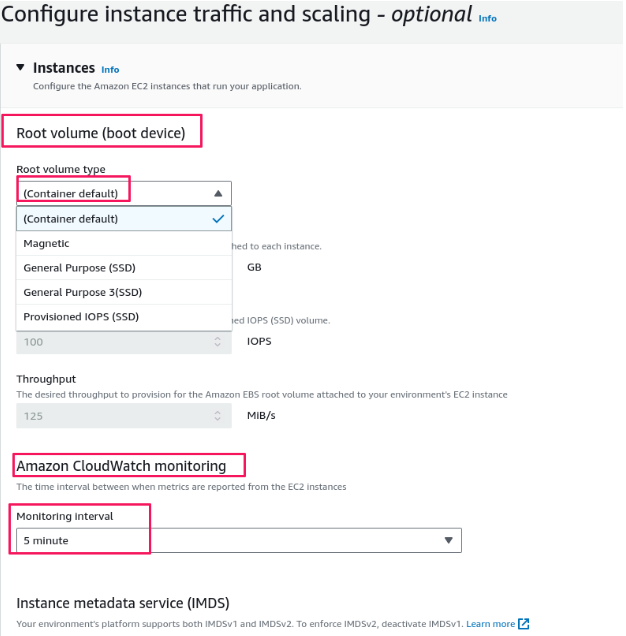 Configure instance traffic and scaling - optional Info
Instances Info
Configure the Amazon EC2 instances that run your application.
Root volume (boot device)
Root volume type
(Container default)
(Container default)
Magnetic
hed to each instance.
General Purpose (SSD) GB
General Purpose 3(SSD)
Provisioned IOPS (SSD) ned IOPS (SSD) volume.
100 IOPS
Throughput
The desired throughput to provision for the Amazon EBS root volume attached to your environment's EC2 instance
125 MIB/s
Amazon CloudWatch monitoring
The time interval between when metrics are reported from the EC2 instances
Monitoring interval
5 minute
Instance metadata service (IMDS)
Your environment's platform supports both IMDSv1 and IMDSv2. To enforce IMDSv2, deactivate IMDSv1. Learn more